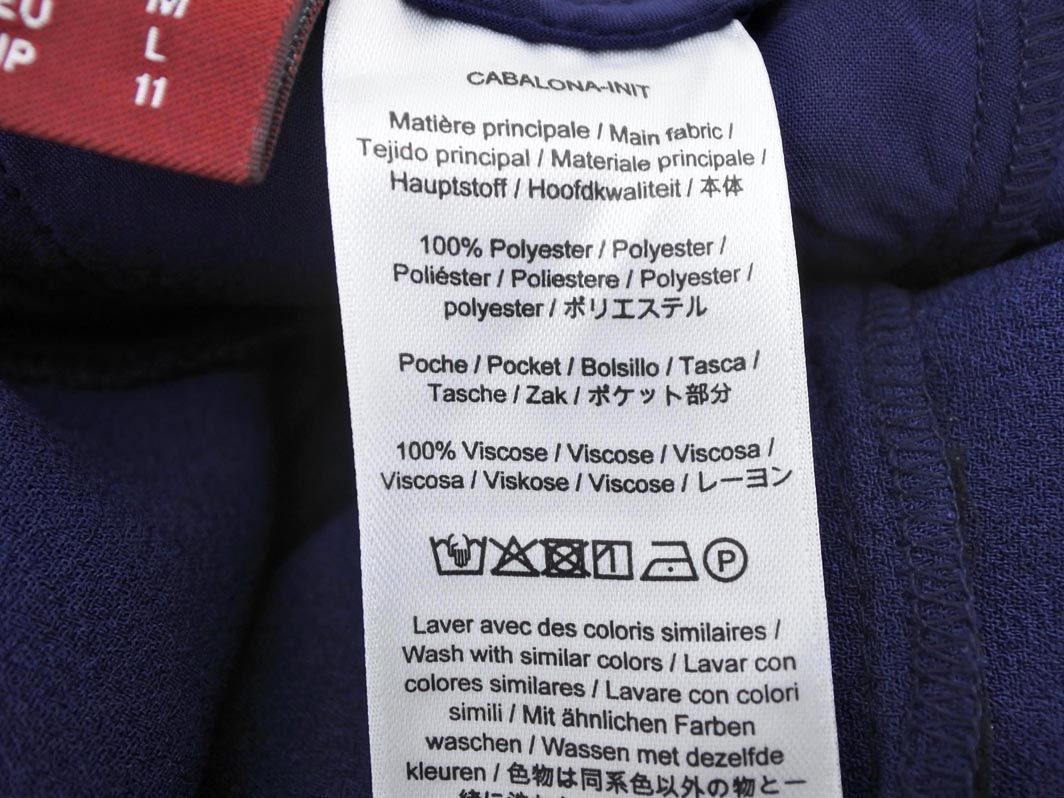 EU M
JP L
11
CABALONA-INIT
Matière principale / Main fabric /
Tejido principal / Materiale principale /
Hauptstoff / Hoofdkwaliteit / 本体
100% Polyester / Polyester /
Poliéster / Poliestere / Polyester /
polyester / ポリエステル
Poche / Pocket / Bolsillo / Tasca /
Tasche / Zak / ポケット部分
100% Viscose / Viscose / Viscosa /
Viscosa / Viskose / Viscose / レーヨン
P
Laver avec des coloris similaires /
Wash with similar colors / Lavar con
colores similares / Lavare con colori
simili / Mit ähnlichen Farben
waschen / Wassen met dezelfde
kleuren / 色物は同系色以外の物と一